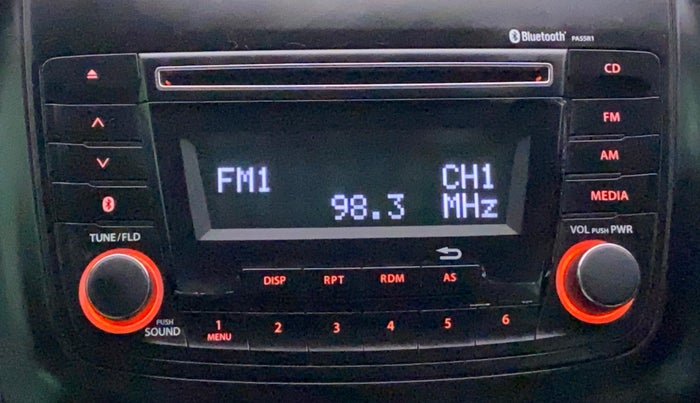 Bluetooth® PA5SR1
CD
FM
AM
MEDIA
FM1 CH1
98.3 MHz
TUNE/FLD
VOL PUSH PWR
DISP RPT RDM AS
PUSH
SOUND
1 2 3 4 5 6
MENU